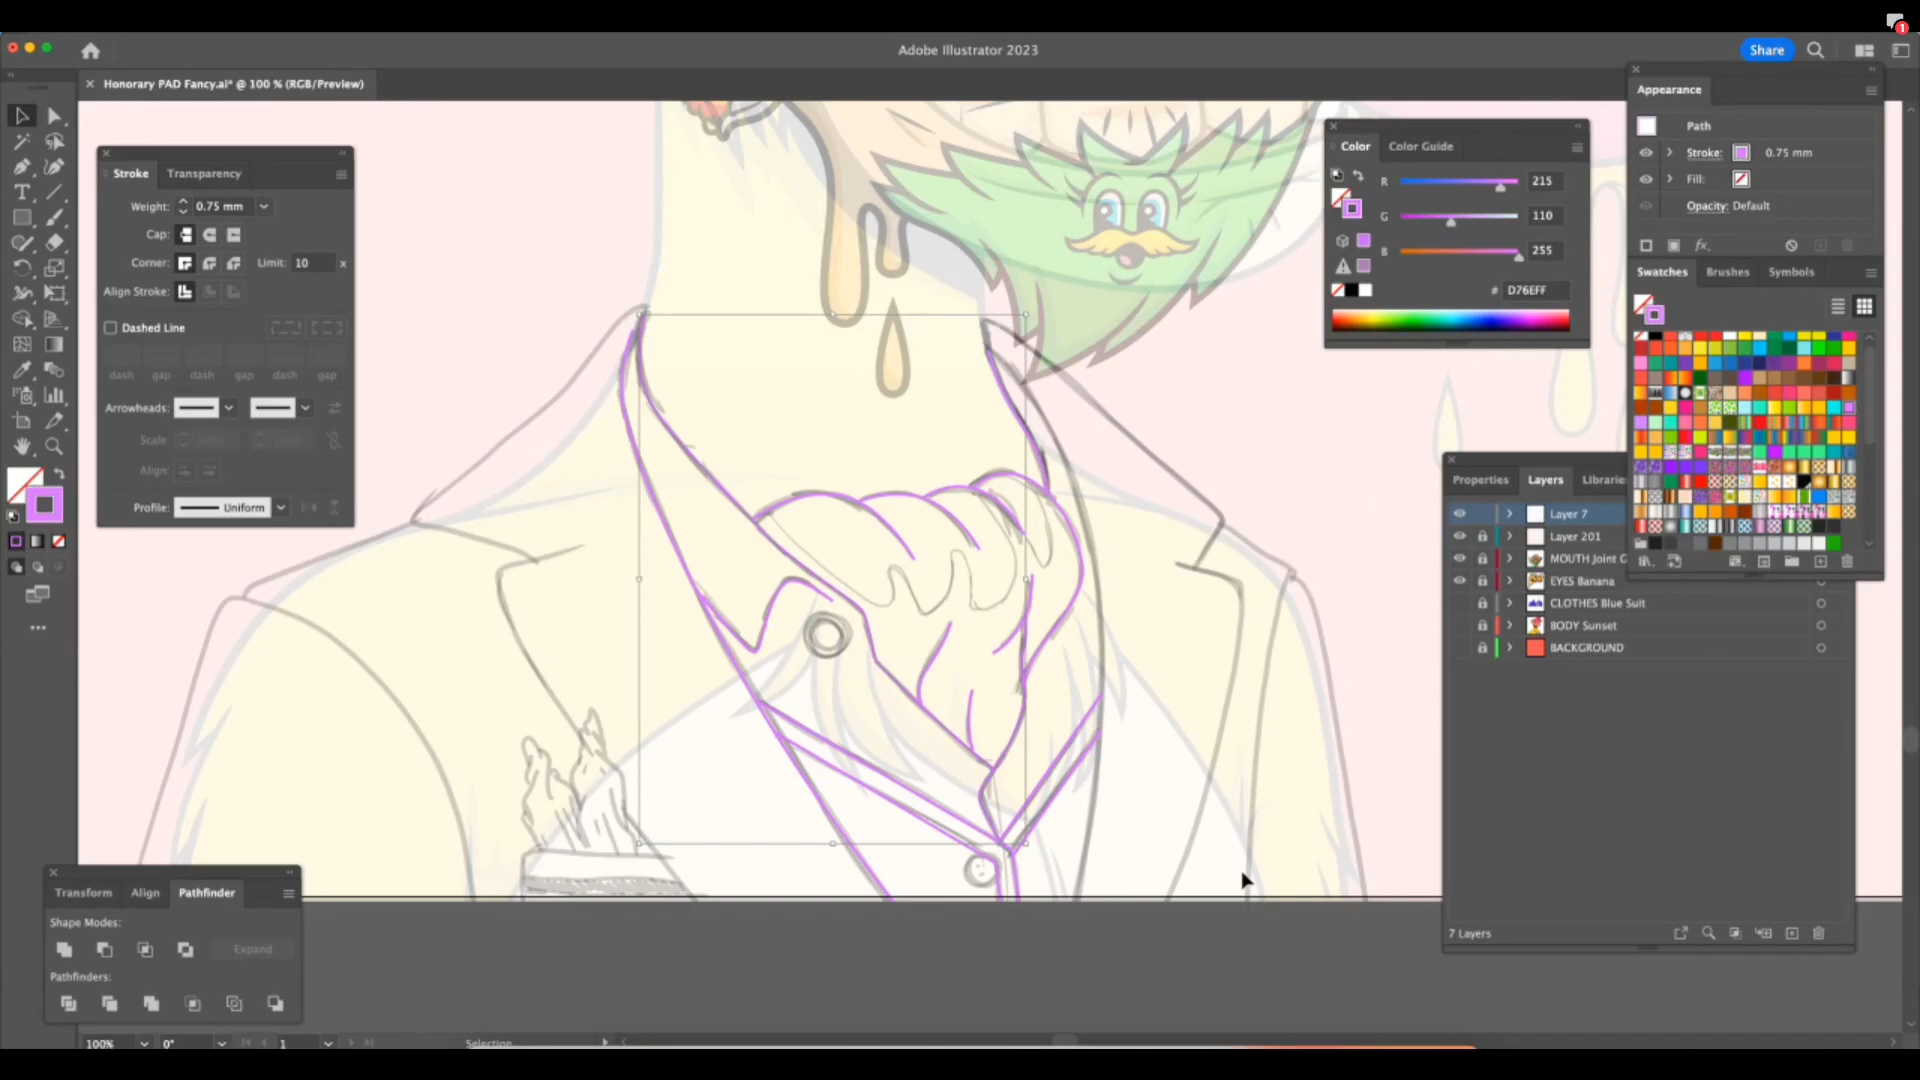 1
Adobe Illustrator 2023
Share
Honorary PAD Fancy.ai* @ 100 % (RGB/Preview)
Appearance
Path
Stroke: 0.75 mm
Fill:
Opacity: Default
fx.
Color
Color Guide
R 215
G 110
B 255
# D76EFF
Stroke
Transparency
Weight: 0.75 mm
Cap:
Corner:
Limit: 10 x
Align Stroke:
Dashed Line
dash gap dash gap dash gap
Arrowheads:
Scale:
Align:
Profile: Uniform
Swatches
Brushes
Symbols
Properties
Layers
Librarie
Layer 7
Layer 201
MOUTH Joint G
EYES Banana
CLOTHES Blue Suit
BODY Sunset
BACKGROUND
7 Layers
Transform
Align
Pathfinder
Shape Modes:
Expand
Pathfinders:
100%
0°
1
Selection